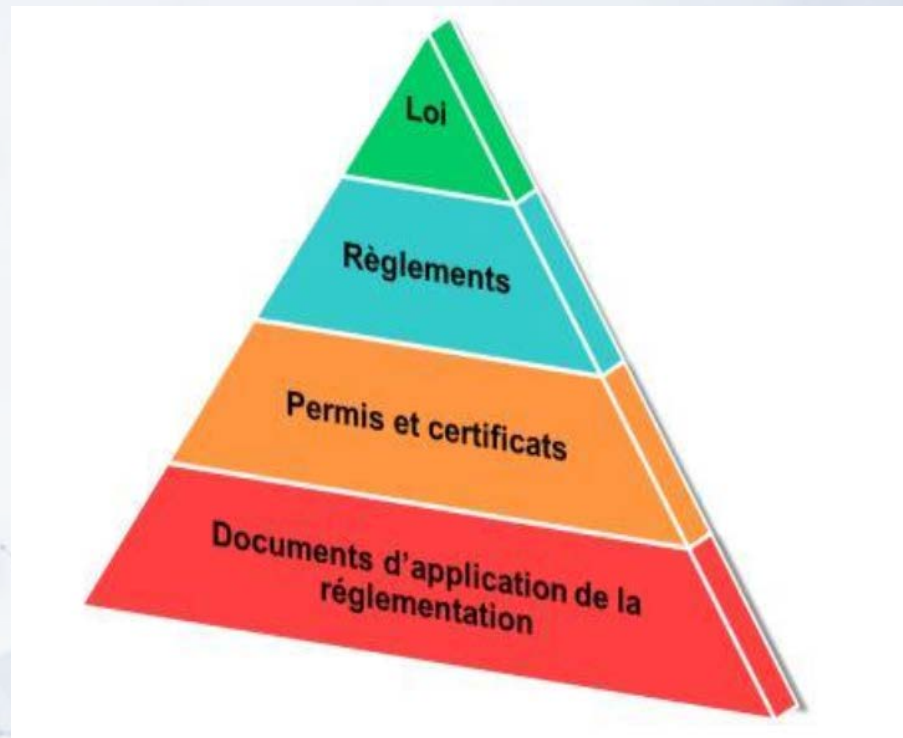 Loi
Règlements
Permis et certificats
Documents d'application de la
réglementation